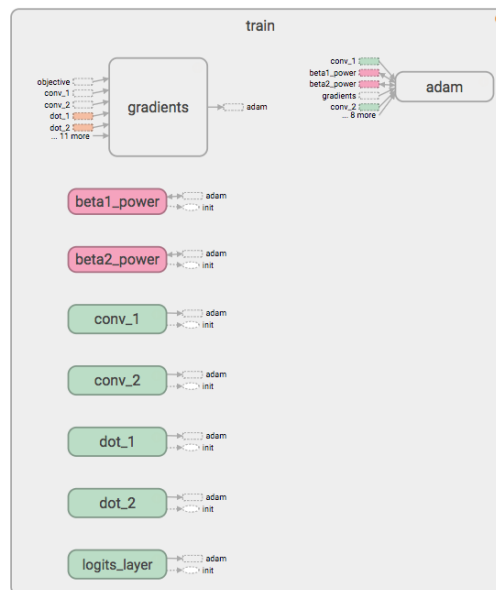 train
objective
conv_1
conv_2
dot_1
dot_2
... 11 more
gradients
adam
conv_1
beta1_power
beta2_power
gradients
conv_2
... 8 more
adam
beta1_power
adam
init
beta2_power
adam
init
conv_1
adam
init
conv_2
adam
init
dot_1
adam
init
dot_2
adam
init
logits_layer
adam
init